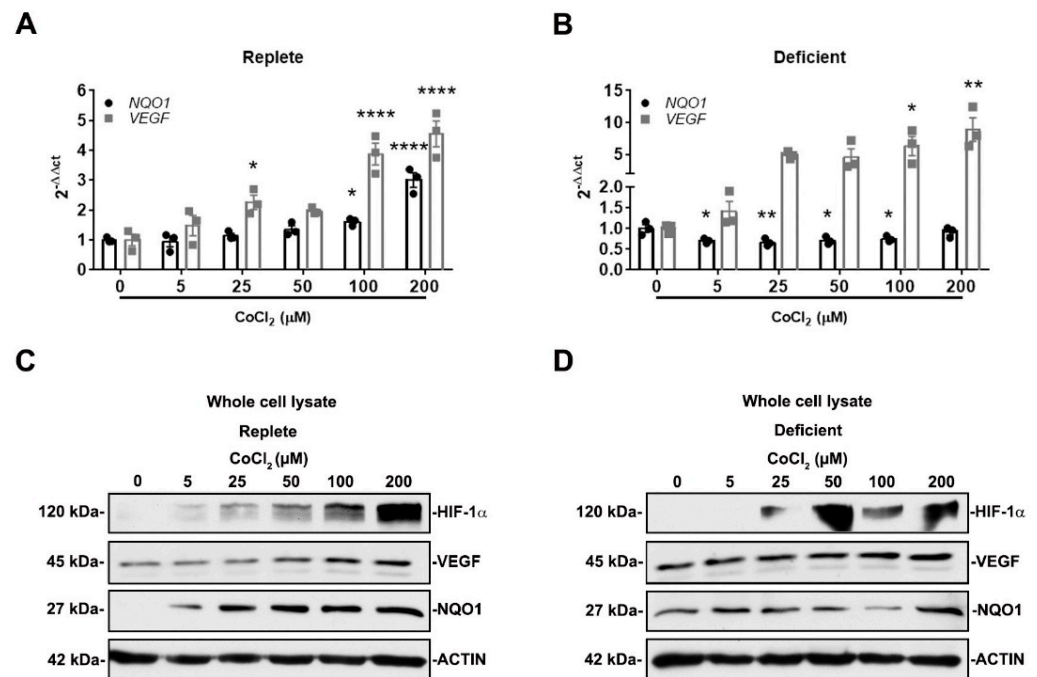 A
Replete
2-ΔΔct
6
5
4
3
2
1
0
NQO1
VEGF
*
*
****
****
****
0 5 25 50 100 200
CoCl2 (μM)
B
Deficient
2-ΔΔct
15
10
5
2.0
1.5
1.0
0.5
0.0
NQO1
VEGF
*
**
*
*
*
**
0 5 25 50 100 200
CoCl2 (μM)
C
Whole cell lysate
Replete
CoCl2 (μM)
0 5 25 50 100 200
120 kDa- -HIF-1α
45 kDa- -VEGF
27 kDa- -NQO1
42 kDa- -ACTIN
D
Whole cell lysate
Deficient
CoCl2 (μM)
0 5 25 50 100 200
120 kDa- -HIF-1α
45 kDa- -VEGF
27 kDa- -NQO1
42 kDa- -ACTIN